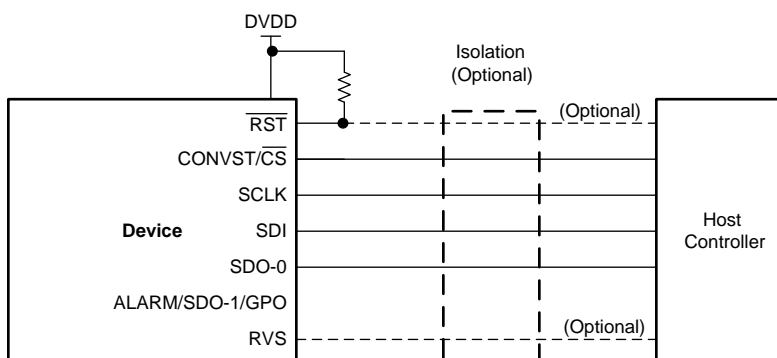 DVDD
Isolation
(Optional)
(Optional)
RST
CONVST/CS
SCLK
Device
SDI
SDO-0
ALARM/SDO-1/GPO
RVS
(Optional)
Host
Controller